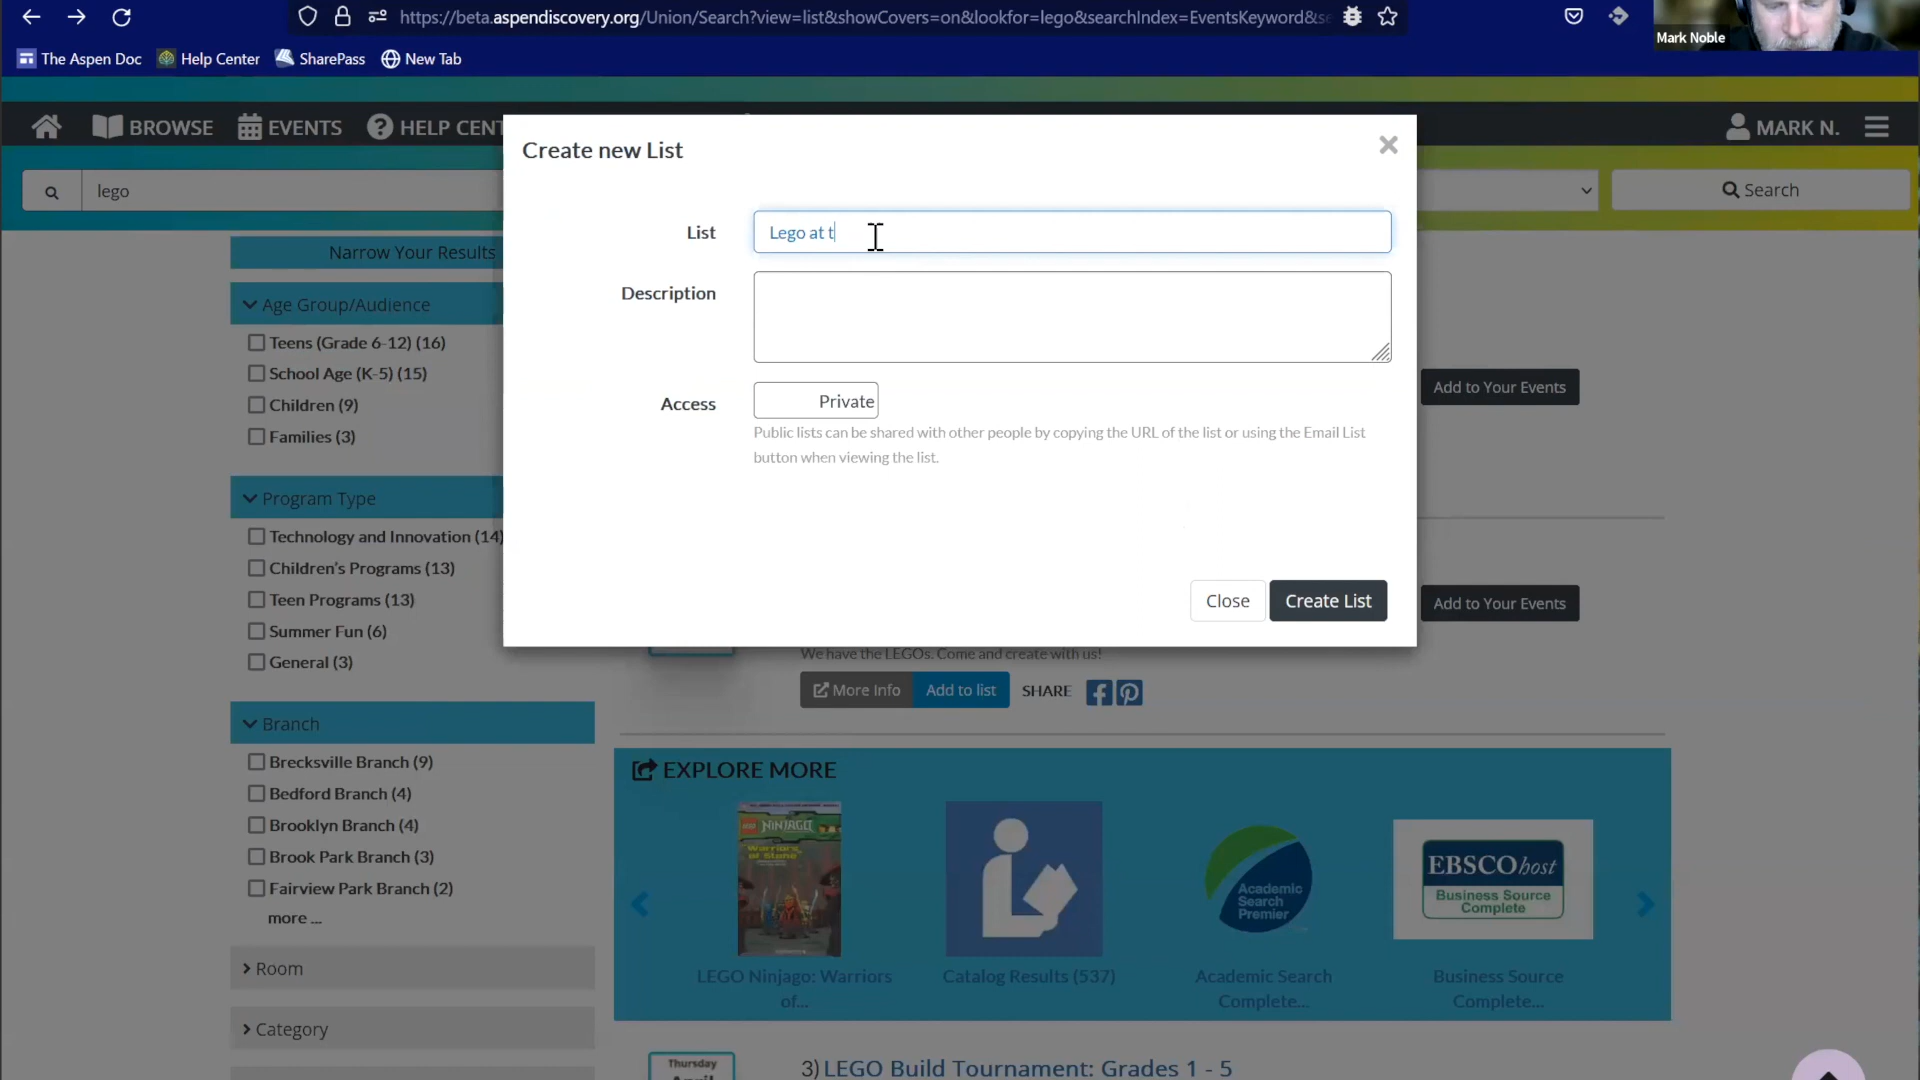 https://beta.aspendiscovery.org/Union/Search?view=list&showCovers=on&lookfor=lego&searchIndex=EventsKeyword&s
Mark Noble
The Aspen Doc
Help Center
SharePass
New Tab
BROWSE
EVENTS
HELP CENT
MARK N.
lego
Search
Create new List
List
Lego at t
Description
Access
Private
Public lists can be shared with other people by copying the URL of the list or using the Email List
button when viewing the list.
Close
Create List
Narrow Your Results
Age Group/Audience
Teens (Grade 6-12) (16)
School Age (K-5) (15)
Children (9)
Families (3)
Program Type
Technology and Innovation (14)
Children's Programs (13)
Teen Programs (13)
Summer Fun (6)
General (3)
Branch
Brecksville Branch (9)
Bedford Branch (4)
Brooklyn Branch (4)
Brook Park Branch (3)
Fairview Park Branch (2)
more ...
Room
Category
Add to Your Events
Add to Your Events
We have the LEGOs. Come and create with us!
More Info
Add to list
SHARE
EXPLORE MORE
NINJAGO
Warriors
of Stone
Academic
Search
Premier
EBSCOhost
Business Source
Complete
LEGO Ninjago: Warriors
of...
Catalog Results (537)
Academic Search
Complete...
Business Source
Complete...
Thursday
April
3) LEGO Build Tournament: Grades 1 - 5